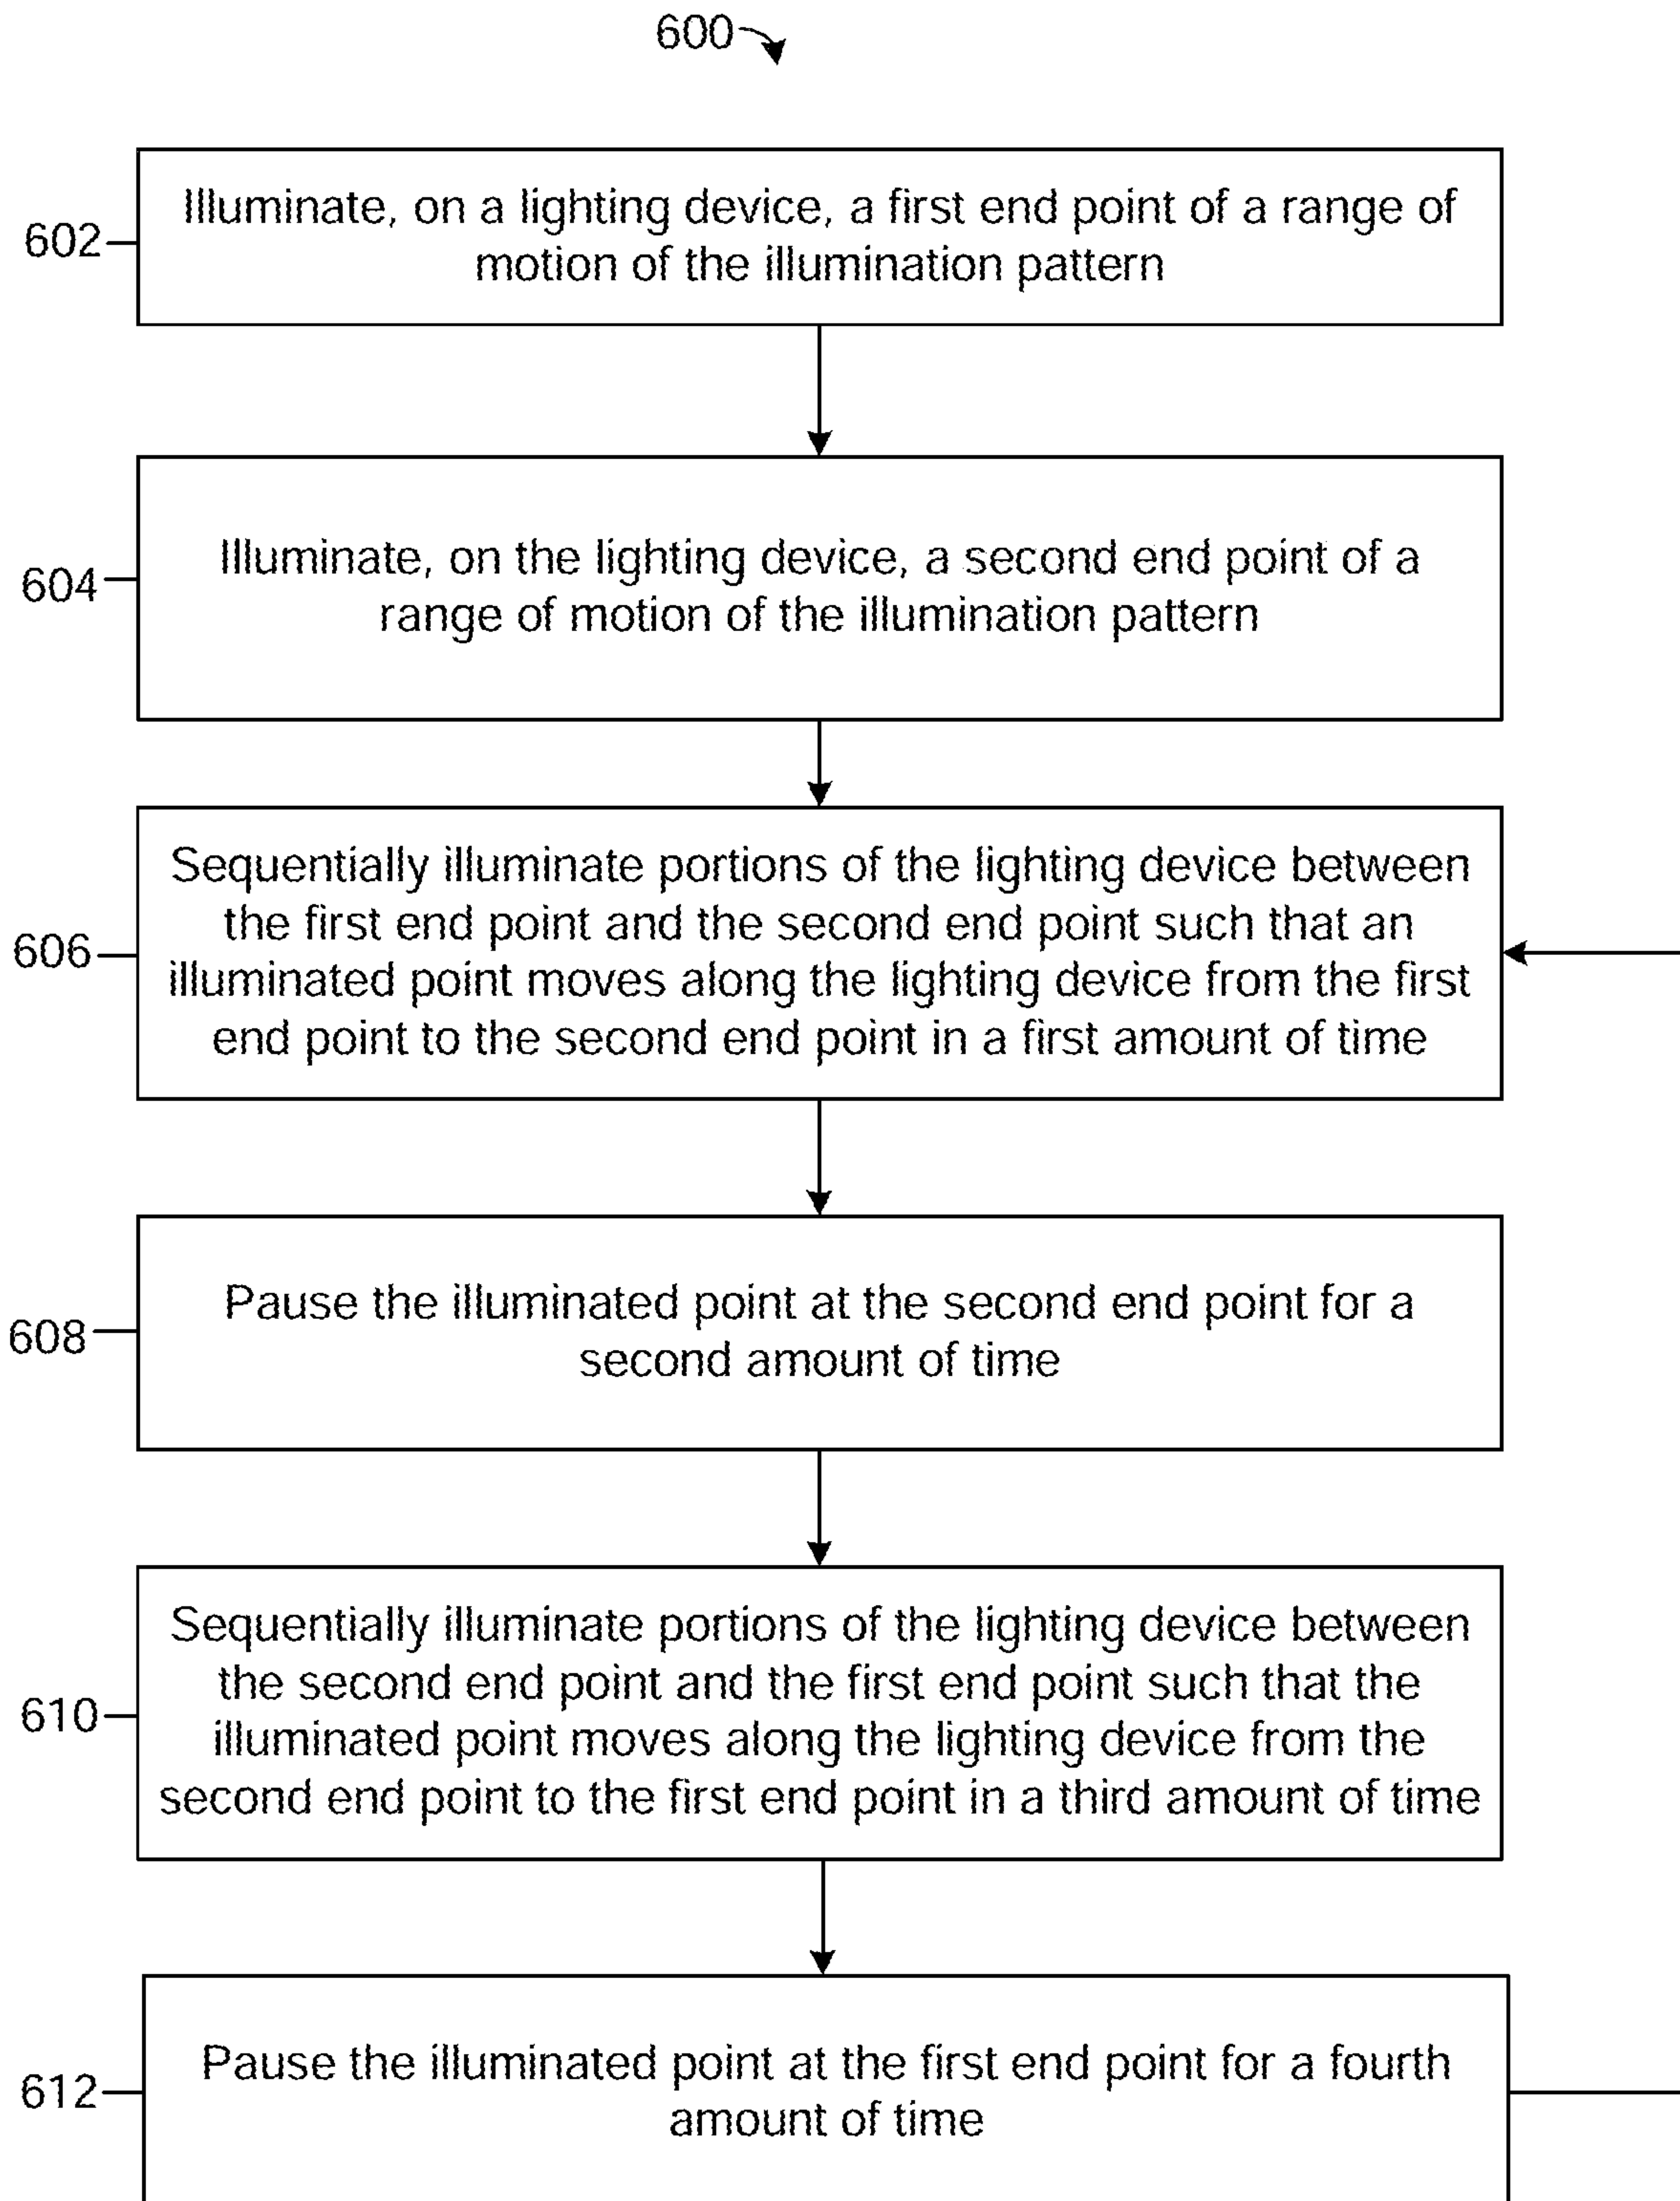 600
602
Illuminate, on a lighting device, a first end point of a range of
motion of the illumination pattern
604
Illuminate, on the lighting device, a second end point of a
range of motion of the illumination pattern
606
Sequentially illuminate portions of the lighting device between
the first end point and the second end point such that an
illuminated point moves along the lighting device from the first
end point to the second end point in a first amount of time
608
Pause the illuminated point at the second end point for a
second amount of time
610
Sequentially illuminate portions of the lighting device between
the second end point and the first end point such that the
illuminated point moves along the lighting device from the
second end point to the first end point in a third amount of time
612
Pause the illuminated point at the first end point for a fourth
amount of time